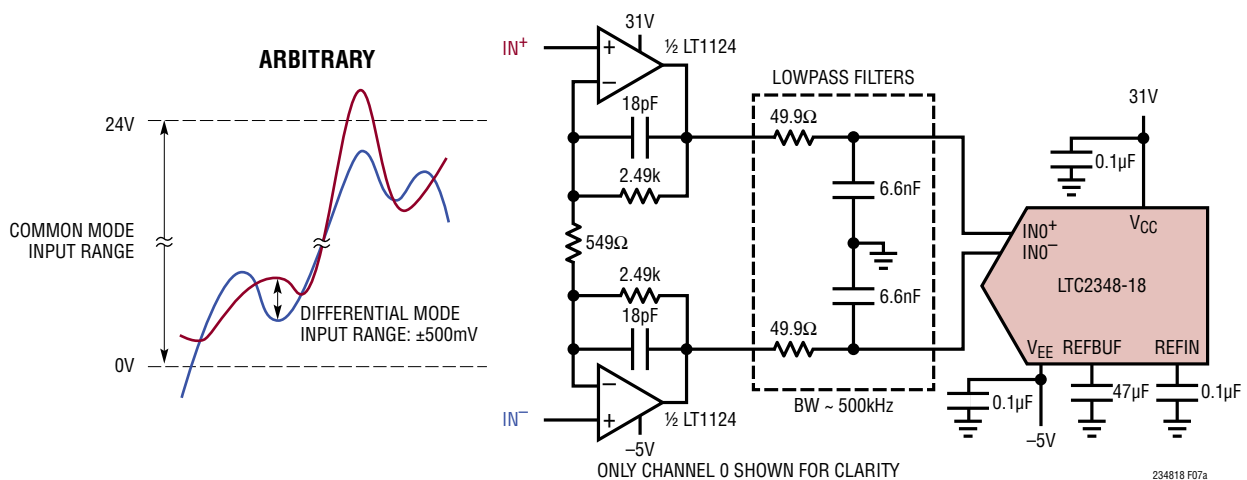 ARBITRARY
24V
COMMON MODE
INPUT RANGE
DIFFERENTIAL MODE
INPUT RANGE: ±500mV
0V
IN+
31V
½ LT1124
+
–
18pF
2.49k
549Ω
2.49k
18pF
–
+
IN–
½ LT1124
–5V
LOWPASS FILTERS
49.9Ω
6.6nF
6.6nF
49.9Ω
BW ~ 500kHz
31V
0.1µF
VCC
IN0+
IN0–
LTC2348-18
VEE
REFBUF
REFIN
0.1µF
47µF
0.1µF
–5V
ONLY CHANNEL 0 SHOWN FOR CLARITY
234818 F07a